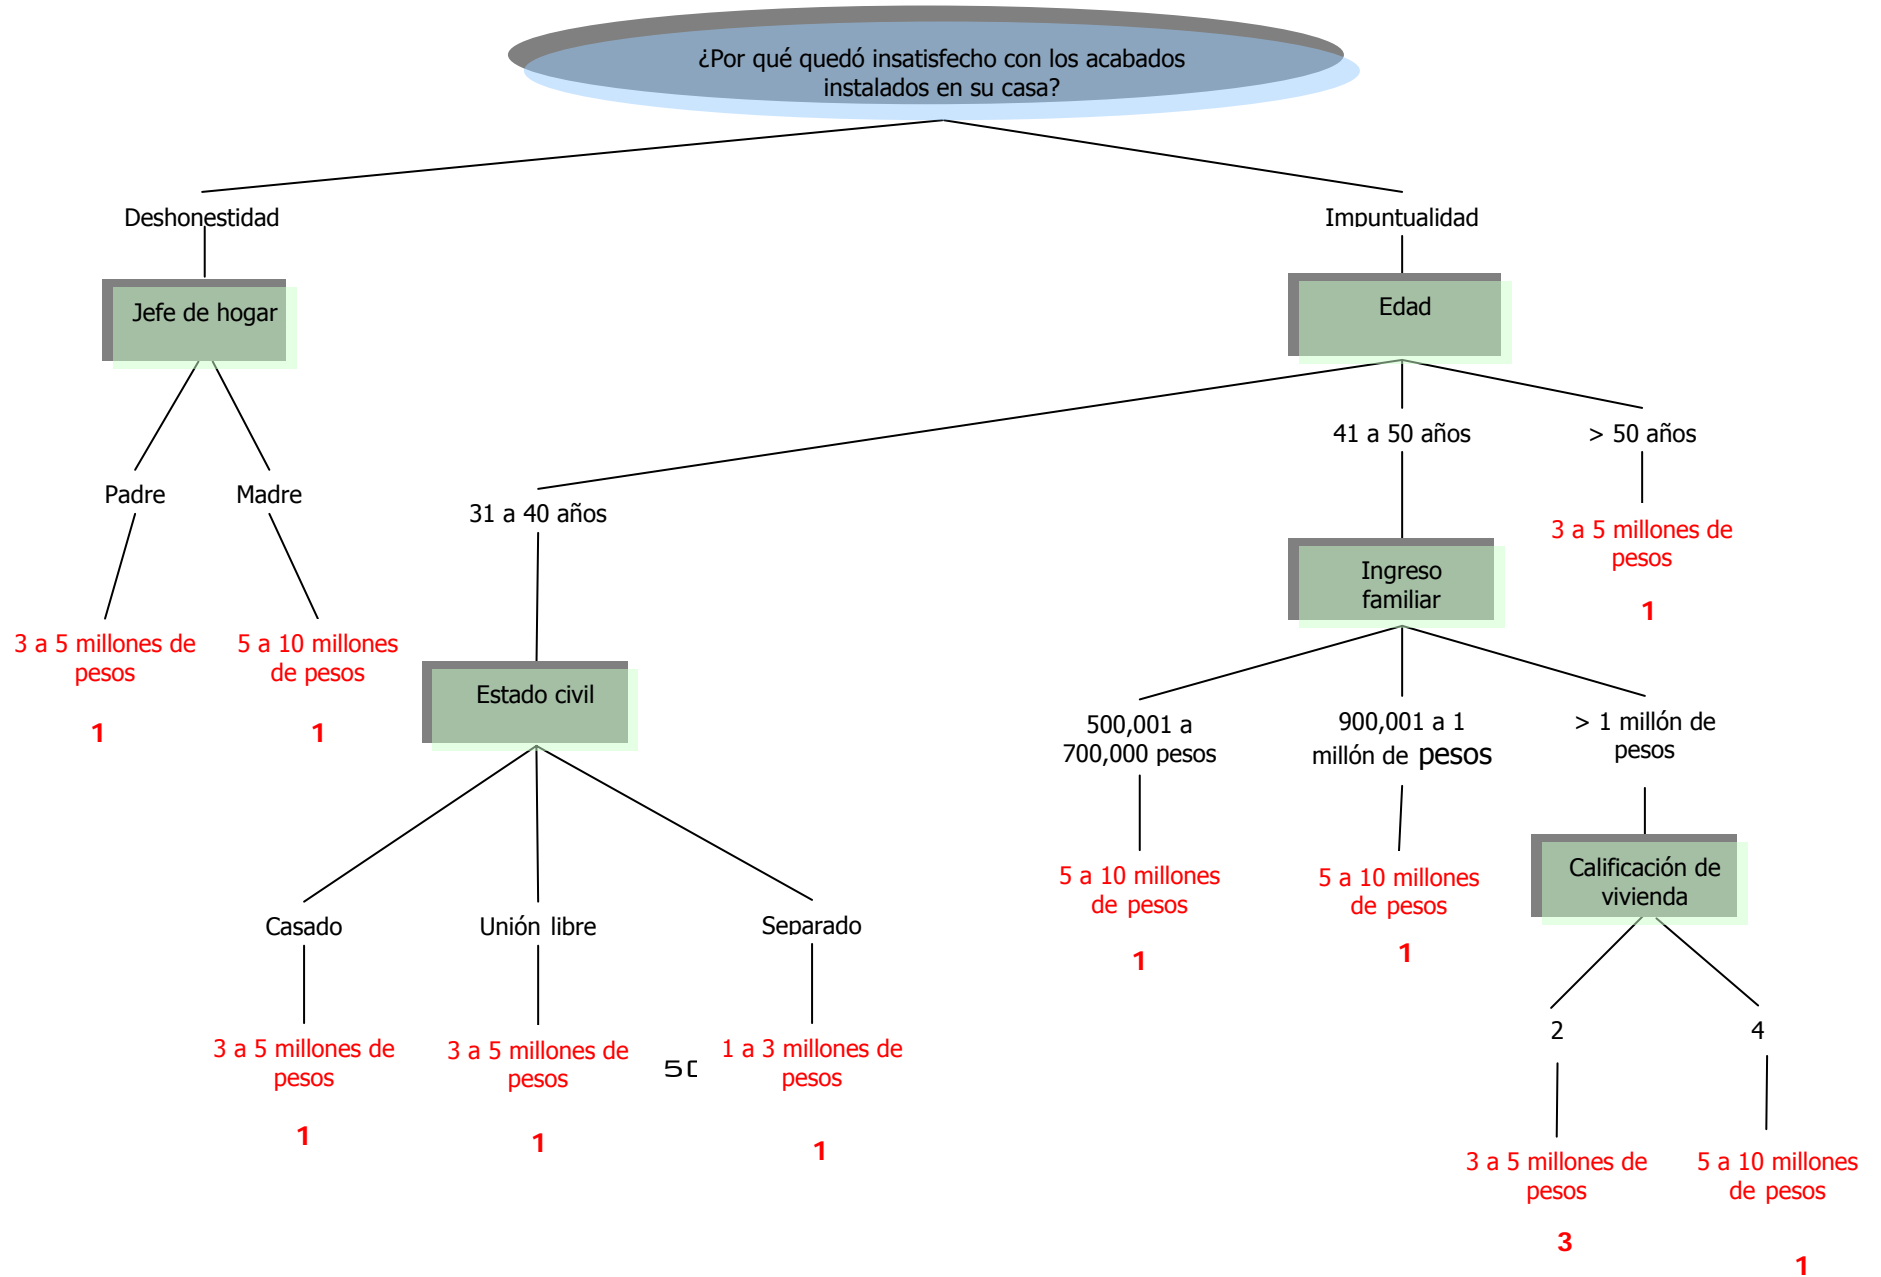 ¿Por qué quedó insatisfecho con los acabados
instalados en su casa?
Deshonestidad
Impuntualidad
Jefe de hogar
Edad
41 a 50 años
> 50 años
Padre
Madre
31 a 40 años
3 a 5 millones de
pesos
1
Ingreso
familiar
3 a 5 millones de
pesos
1
5 a 10 millones
de pesos
1
Estado civil
500,001 a
700,000 pesos
900,001 a 1
millón de pesos
> 1 millón de
pesos
5 a 10 millones
de pesos
1
5 a 10 millones
de pesos
1
Calificación de
vivienda
Casado
Unión libre
Separado
2
4
3 a 5 millones de
pesos
1
3 a 5 millones de
pesos
1
1 a 3 millones de
pesos
1
3 a 5 millones de
pesos
3
5 a 10 millones
de pesos
1